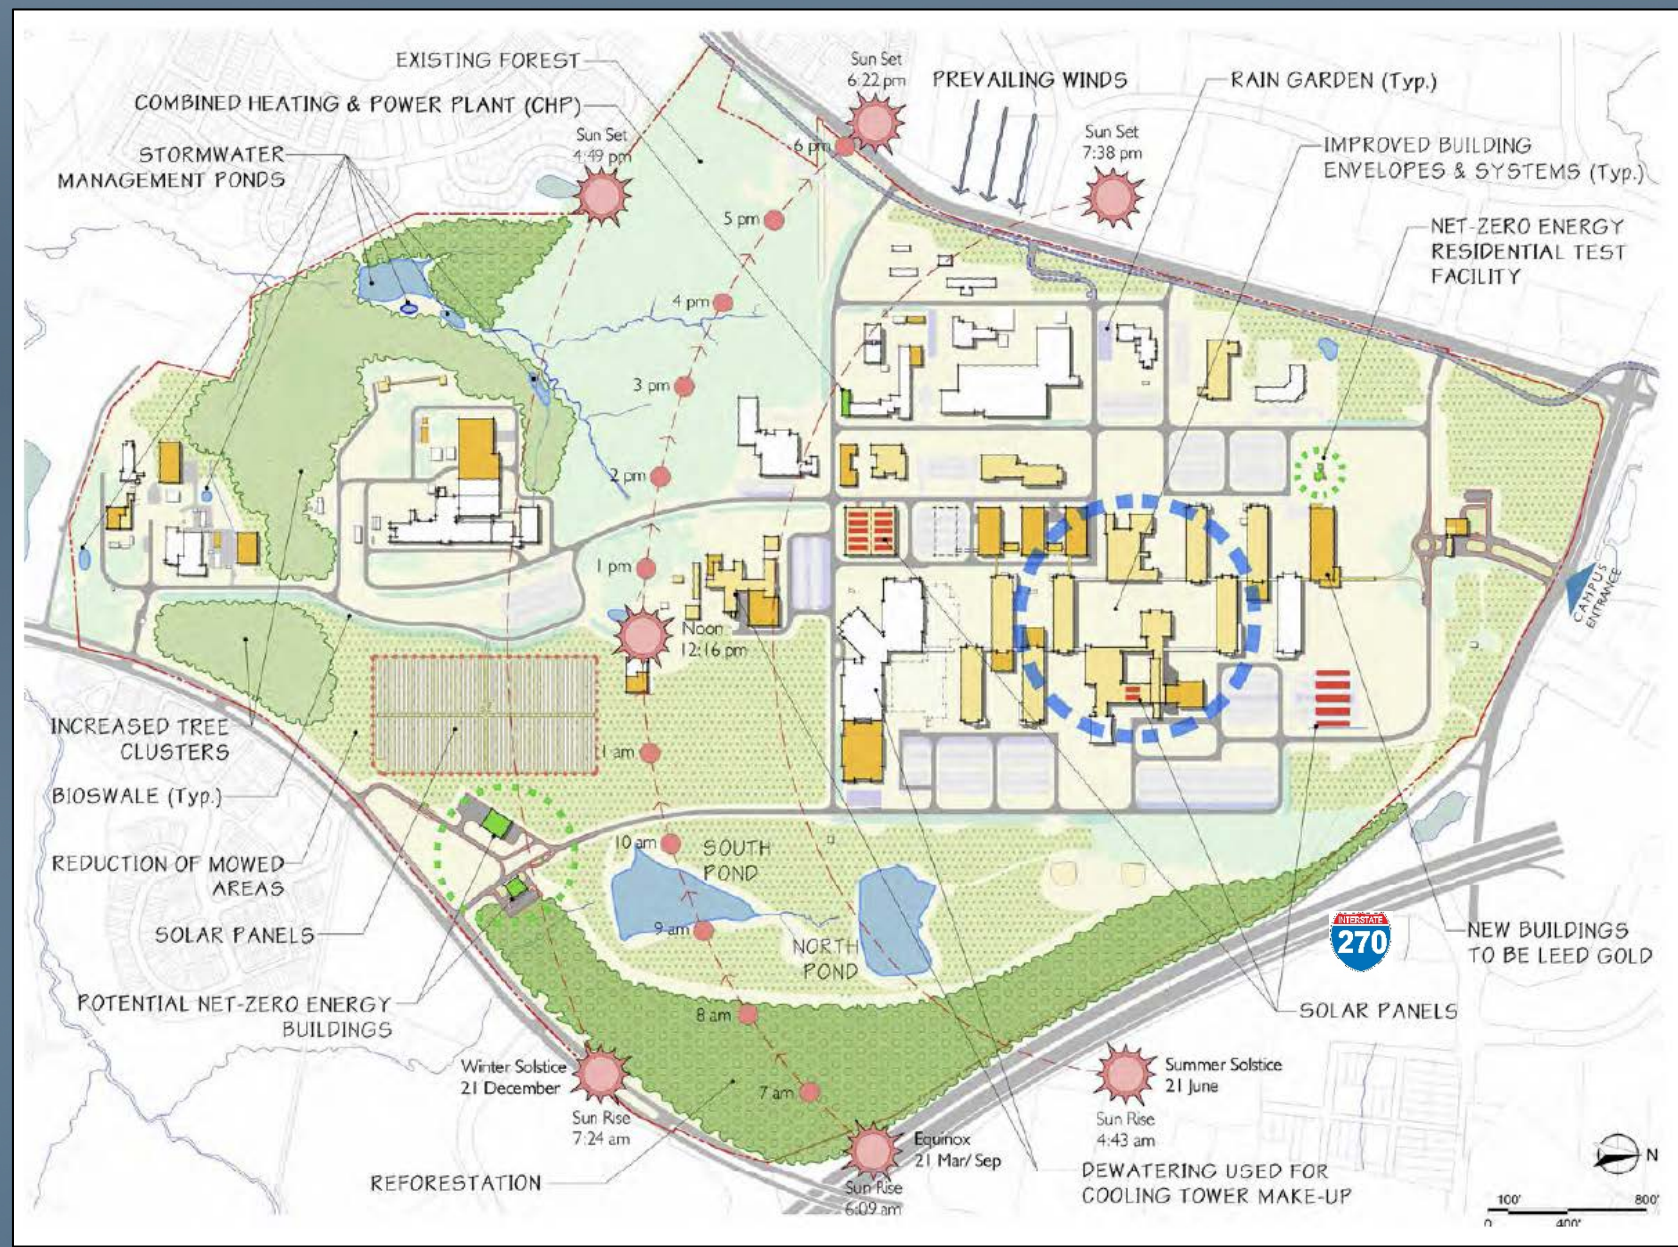 EXISTING FOREST
COMBINED HEATING & POWER PLANT (CHP)
STORMWATER
MANAGEMENT PONDS
Sun Set
4:49 pm
Sun Set
6:22 pm
PREVAILING WINDS
Sun Set
7:38 pm
RAIN GARDEN (Typ.)
IMPROVED BUILDING
ENVELOPES & SYSTEMS (Typ.)
NET-ZERO ENERGY
RESIDENTIAL TEST
FACILITY
6 pm
5 pm
4 pm
3 pm
2 pm
1 pm
Noon
12:16 pm
1 am
10 am
9 am
8 am
7 am
CAMPUS
ENTRANCE
INCREASED TREE
CLUSTERS
BIOSWALE (Typ.)
REDUCTION OF MOWED
AREAS
SOLAR PANELS
POTENTIAL NET-ZERO ENERGY
BUILDINGS
SOUTH
POND
NORTH
POND
INTERSTATE
270
NEW BUILDINGS
TO BE LEED GOLD
SOLAR PANELS
Winter Solstice
21 December
Sun Rise
7:24 am
Equinox
21 Mar/ Sep
Sun Rise
6:09 am
Summer Solstice
21 June
Sun Rise
4:43 am
REFORESTATION
DEWATERING USED FOR
COOLING TOWER MAKE-UP
N
100'
800'
0
400'